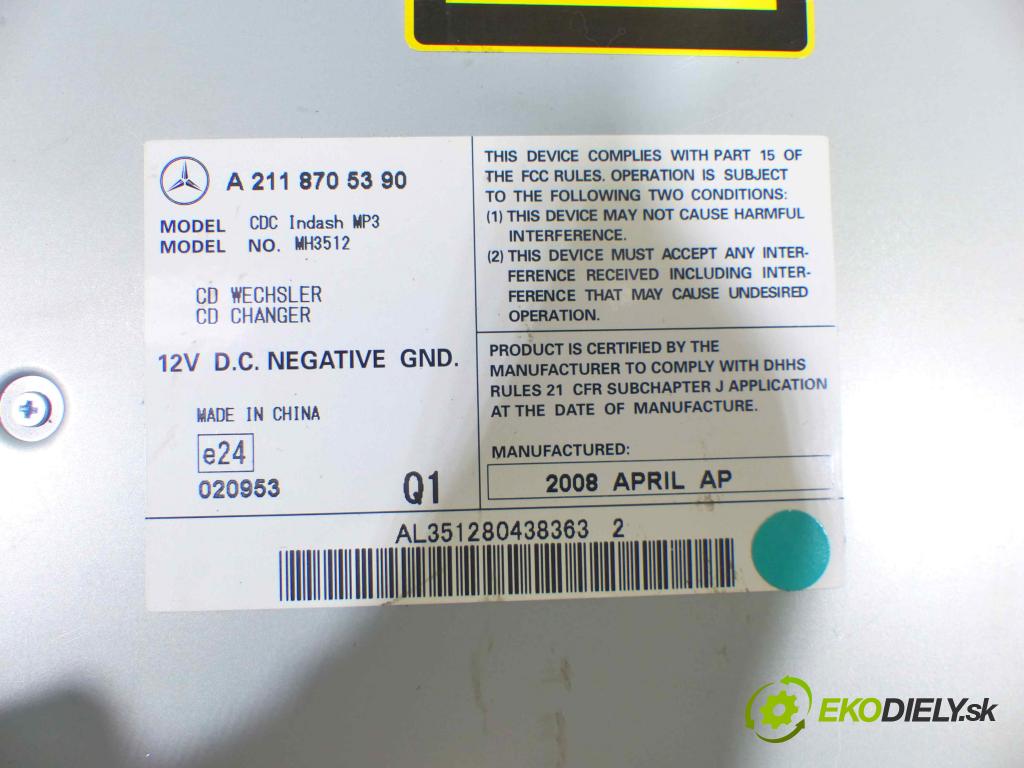 A 211 870 53 90
MODEL CDC Indash MP3
MODEL NO. MH3512
CD WECHSLER
CD CHANGER
12V D.C. NEGATIVE GND.
MADE IN CHINA
e24
020953
Q1
THIS DEVICE COMPLIES WITH PART 15 OF
THE FCC RULES. OPERATION IS SUBJECT
TO THE FOLLOWING TWO CONDITIONS:
(1) THIS DEVICE MAY NOT CAUSE HARMFUL
INTERFERENCE.
(2) THIS DEVICE MUST ACCEPT ANY INTER-
FERENCE RECEIVED INCLUDING INTER-
FERENCE THAT MAY CAUSE UNDESIRED
OPERATION.
PRODUCT IS CERTIFIED BY THE
MANUFACTURER TO COMPLY WITH DHHS
RULES 21 CFR SUBCHAPTER J APPLICATION
AT THE DATE OF MANUFACTURE.
MANUFACTURED:
2008 APRIL AP
AL351280438363 2
EKODIELY.sk